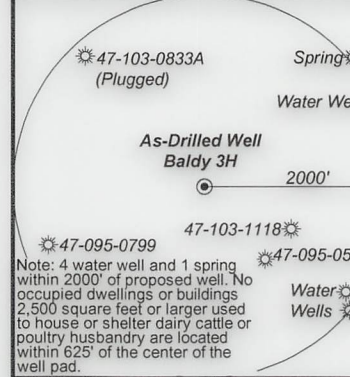 47-103-0833A
(Plugged)
Spring
Water We
As-Drilled Well
Baldy 3H
2000'
47-103-1118
47-095-0799
47-095-05
Note: 4 water well and 1 spring
within 2000' of proposed well. No
occupied dwellings or buildings
2,500 square feet or larger used
to house or shelter dairy cattle or
poultry husbandry are located
within 625' of the center of the
well pad.
Water
Wells